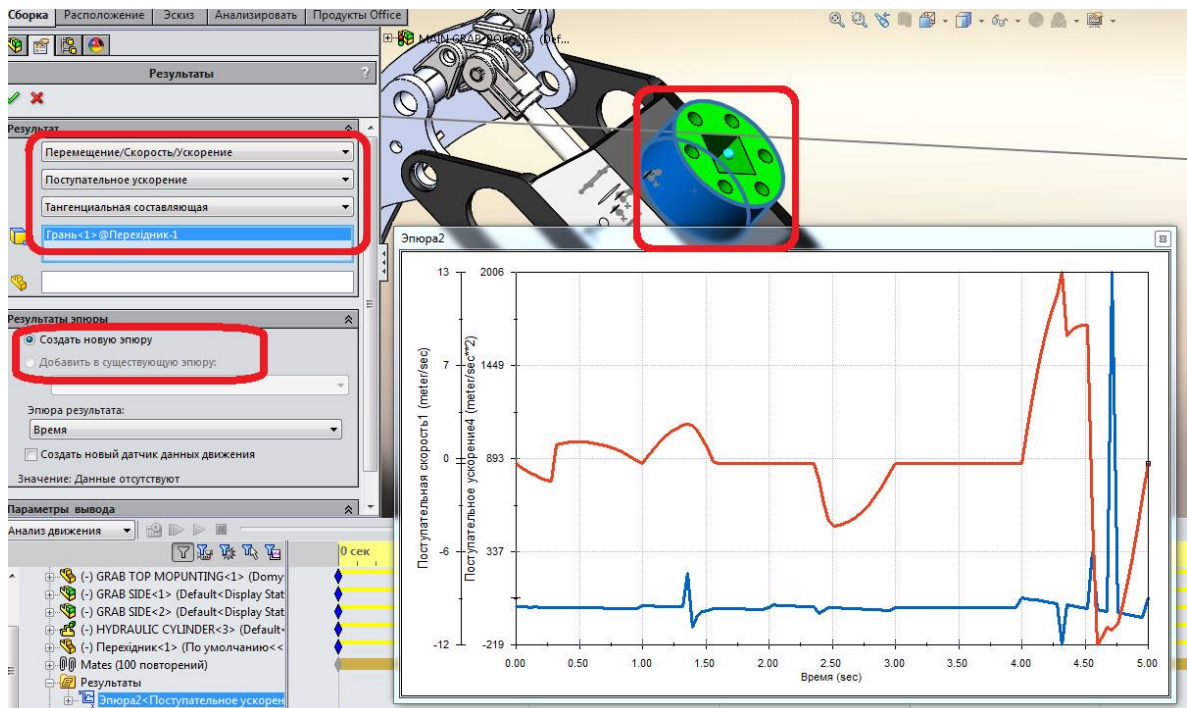 Сборка Расположение Эскиз Анализировать Продукты Office
MAIN GRAB
Результаты ?
Результат
Перемещение/Скорость/Ускорение
Поступательное ускорение
Тангенциальная составляющая
Грань<1>@Перехідник-1
Результаты эпюры
Создать новую эпюру
Добавить в существующую эпюру:
Эпюра результата:
Время
Создать новый датчик данных движения
Значение: Данные отсутствуют
Параметры вывода
Анализ движения
0 сек
(-) GRAB TOP MOPUNTING<1> (Domy
(-) GRAB SIDE<1> (Default<Display Stat
(-) GRAB SIDE<2> (Default<Display Stat
(-) HYDRAULIC CYLINDER<3> (Default<
(-) Перехідник<1> (По умолчанию<<
Mates (100 повторений)
Результаты
Эпюра2<Поступательное ускорен
Эпюра2
Поступательная скорость1 (meter/sec)
Поступательное ускорение4 (meter/sec**2)
13 2006
7 1449
0 893
-6 337
-12 -219
0.00 0.50 1.00 1.50 2.00 2.50 3.00 3.50 4.00 4.50 5.00
Время (sec)